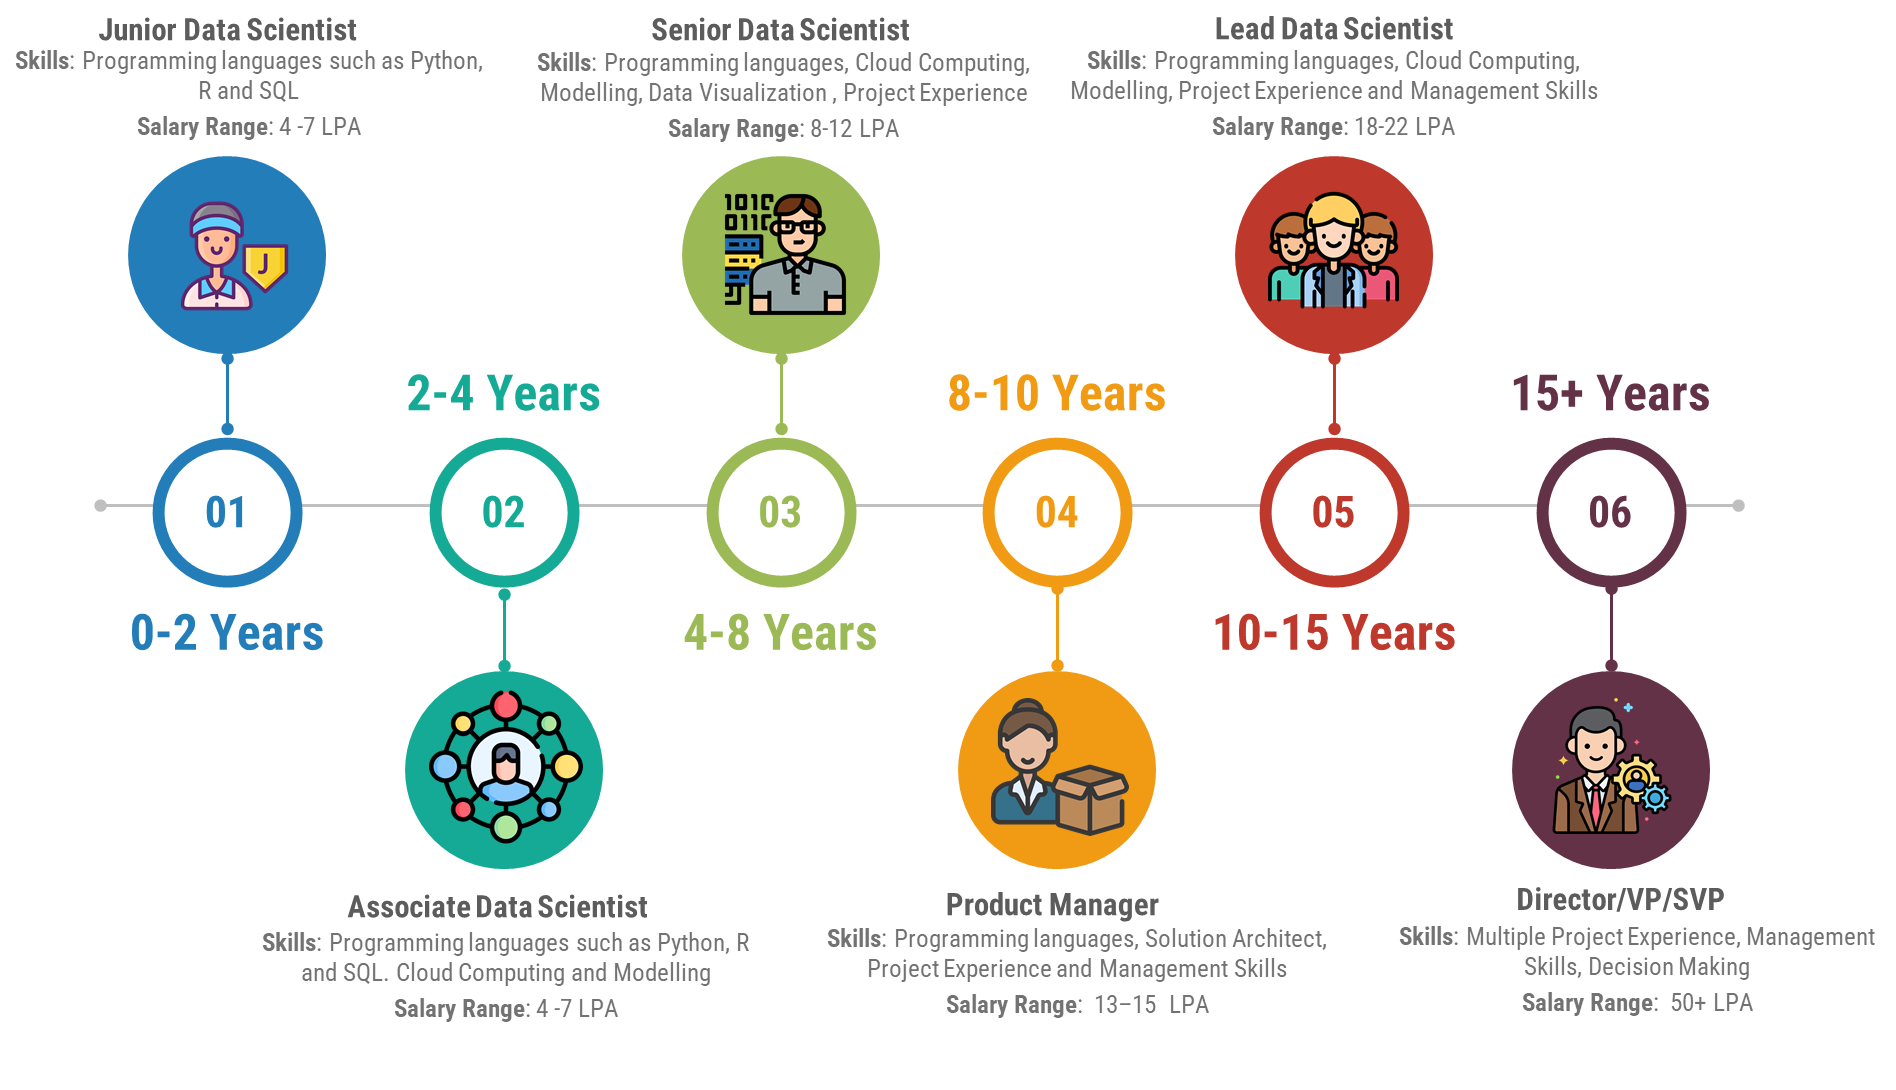 Junior Data Scientist
Skills: Programming languages such as Python,
R and SQL
Salary Range: 4 -7 LPA
Senior Data Scientist
Skills: Programming languages, Cloud Computing,
Modelling, Data Visualization , Project Experience
Salary Range: 8-12 LPA
Lead Data Scientist
Skills: Programming languages, Cloud Computing,
Modelling, Project Experience and Management Skills
Salary Range: 18-22 LPA
J
101C
011C
2-4 Years
8-10 Years
15+ Years
01
02
03
04
05
06
0-2 Years
4-8 Years
10-15 Years
Associate Data Scientist
Skills: Programming languages such as Python, R
and SQL. Cloud Computing and Modelling
Salary Range: 4 -7 LPA
Product Manager
Skills: Programming languages, Solution Architect,
Project Experience and Management Skills
Salary Range: 13–15 LPA
Director/VP/SVP
Skills: Multiple Project Experience, Management
Skills, Decision Making
Salary Range: 50+ LPA